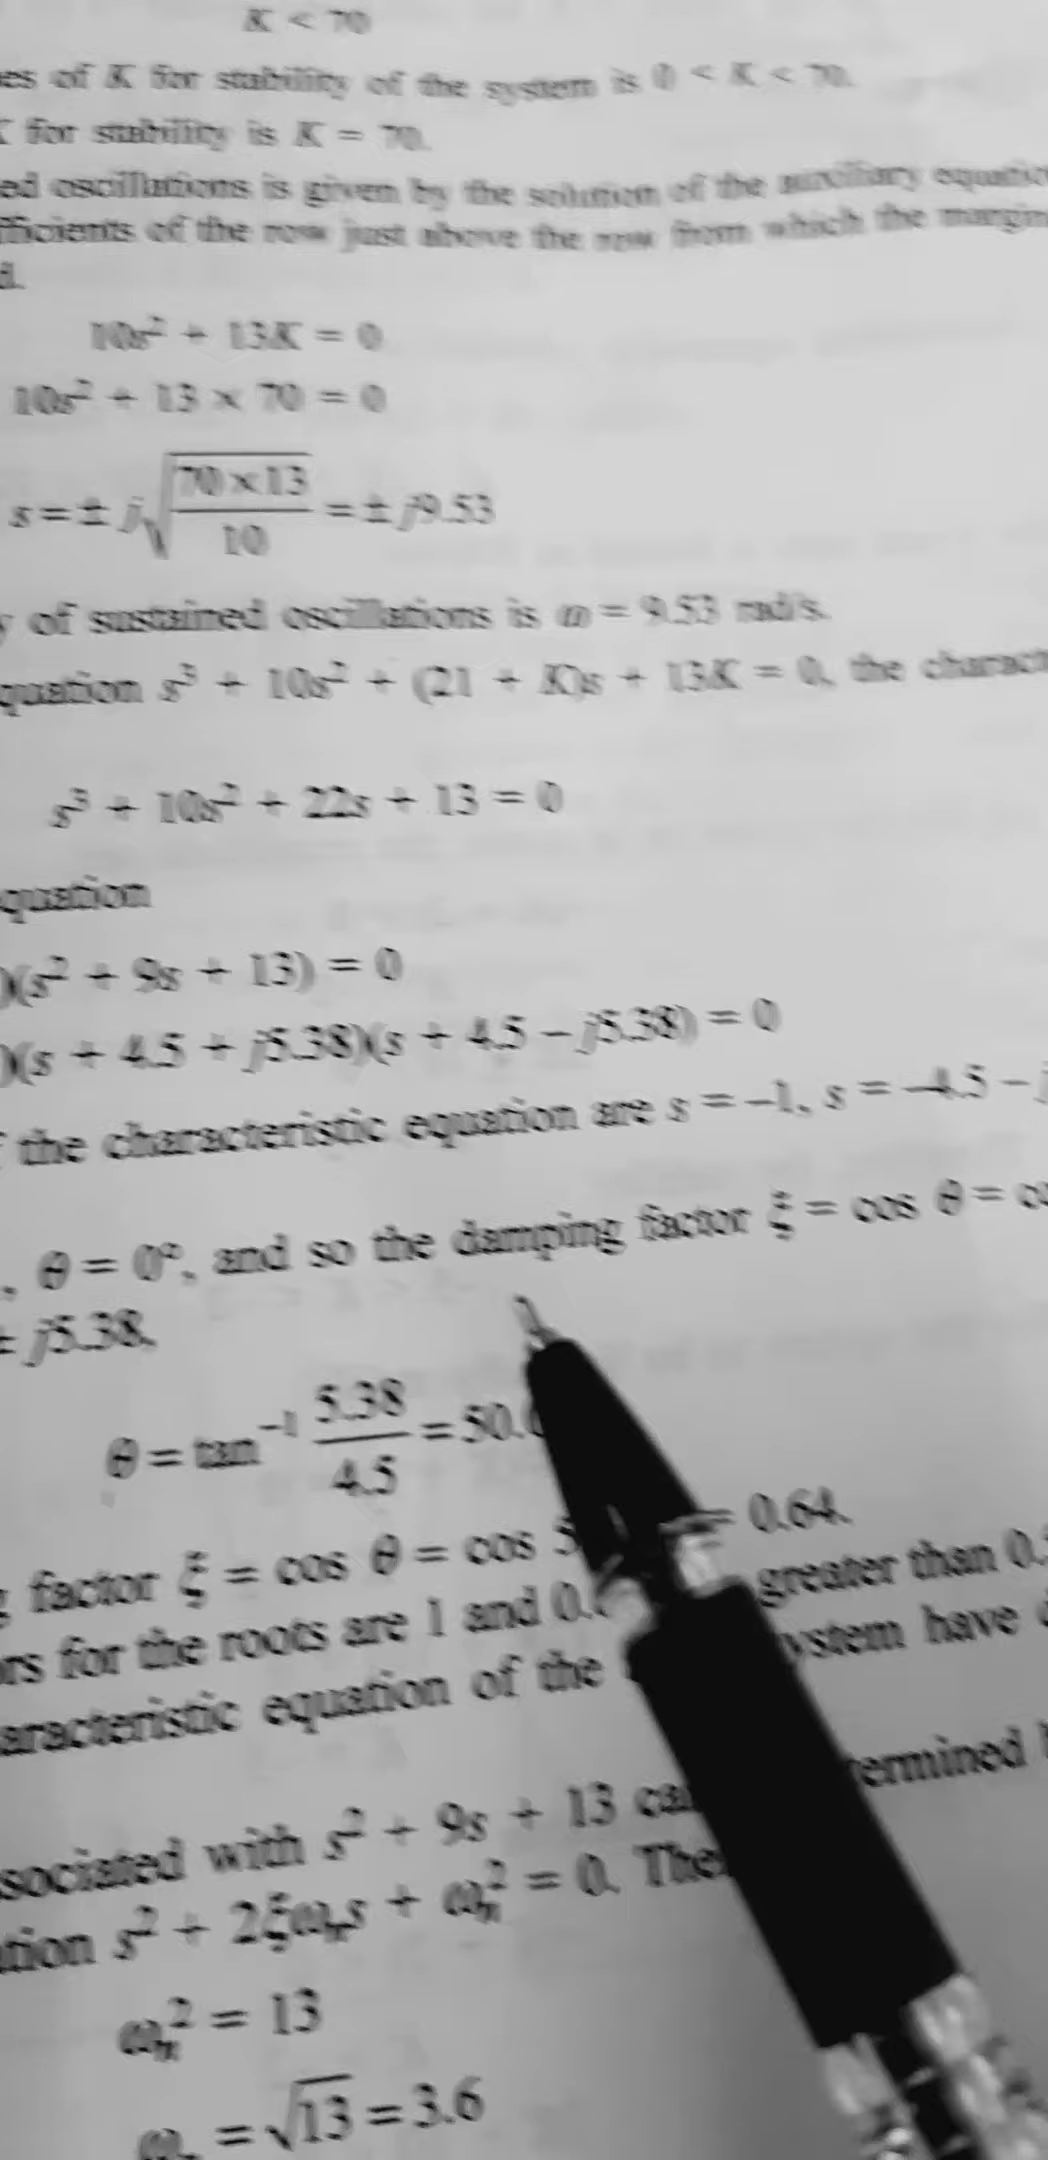 K < 70
es of K for stability of the system is 0 < K < 70.
for stability is K = 70.
ed oscillations is given by the solution of the auxiliary equatio
fficients of the row just above the row from which the margin
d.
10s² + 13K = 0
10s² + 13 × 70 = 0
s = ± j√(70×13/10) = ± j9.53
y of sustained oscillations is ω = 9.53 rad/s.
quation s³ + 10s² + (21 + K)s + 13K = 0, the charact
s³ + 10s² + 22s + 13 = 0
quation
)(s² + 9s + 13) = 0
)(s + 4.5 + j5.38)(s + 4.5 – j5.38) = 0
f the characteristic equation are s = –1, s = –4.5 – j
, θ = 0°, and so the damping factor ξ = cos θ = co
± j5.38,
θ = tan⁻¹ 5.38/4.5 = 50.
g factor ξ = cos θ = cos 5 = 0.64.
rs for the roots are 1 and 0. greater than 0.
aracteristic equation of the ystem have
sociated with s² + 9s + 13 ca ermined
ation s² + 2ξωₙs + ωₙ² = 0. The
ωₙ² = 13
ωₙ = √13 = 3.6